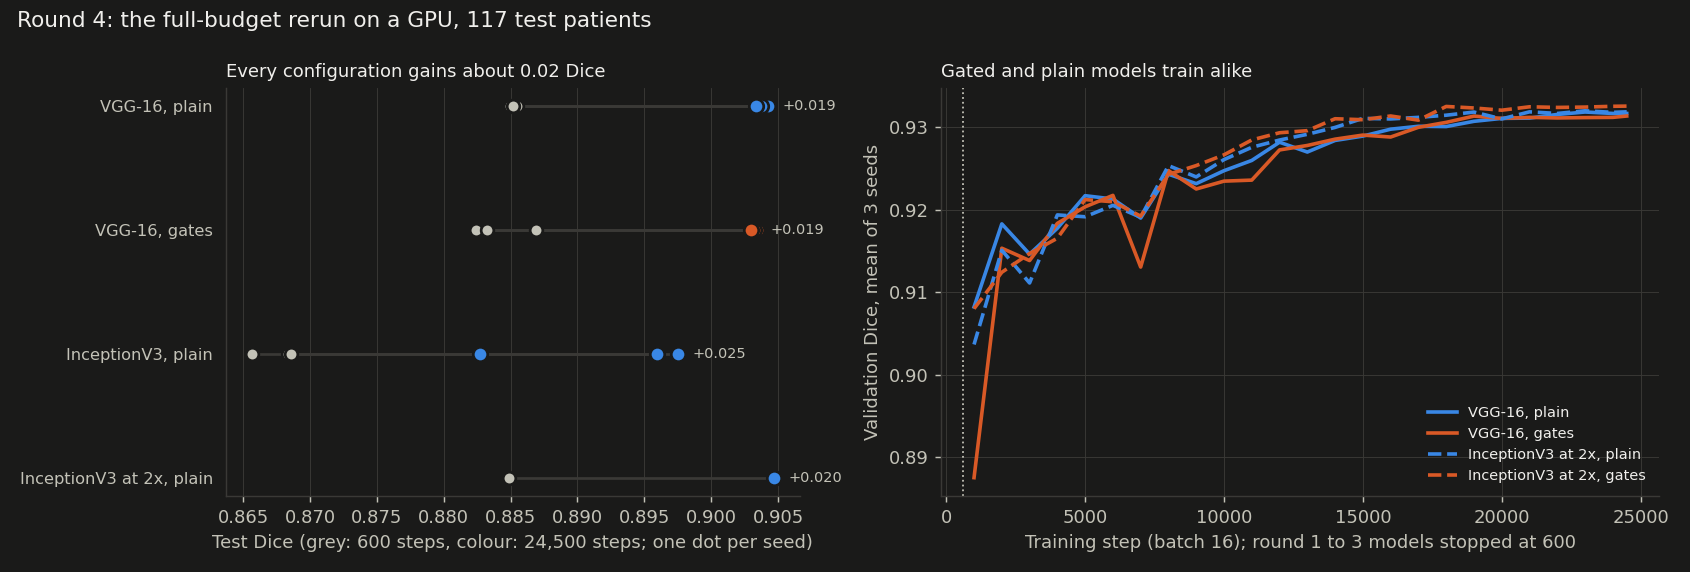 Round 4: the full-budget rerun on a GPU, 117 test patients
Every configuration gains about 0.02 Dice
VGG-16, plain
+0.019
VGG-16, gates
+0.019
InceptionV3, plain
+0.025
InceptionV3 at 2x, plain
+0.020
0.865 0.870 0.875 0.880 0.885 0.890 0.895 0.900 0.905
Test Dice (grey: 600 steps, colour: 24,500 steps; one dot per seed)
Gated and plain models train alike
Validation Dice, mean of 3 seeds
0.93
0.92
0.91
0.90
0.89
VGG-16, plain
VGG-16, gates
InceptionV3 at 2x, plain
InceptionV3 at 2x, gates
0 5000 10000 15000 20000 25000
Training step (batch 16); round 1 to 3 models stopped at 600